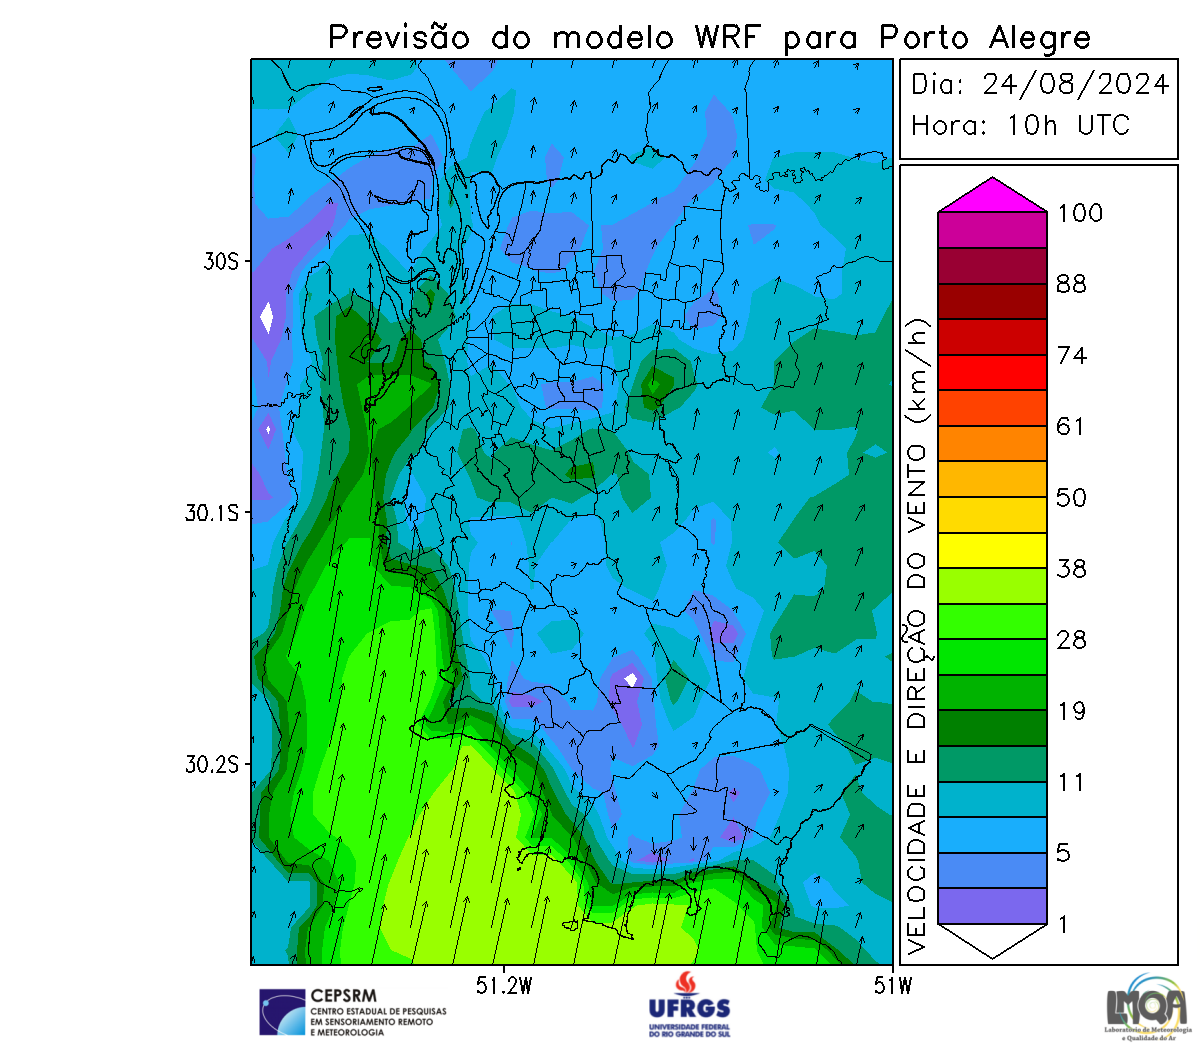 Previsão do modelo WRF para Porto Alegre
Dia: 24/08/2024
Hora: 10h UTC
30S
30.1S
30.2S
51.2W
51W
VELOCIDADE E DIREÇÃO DO VENTO (km/h)
100
88
74
61
50
38
28
19
11
5
1
CEPSRM
CENTRO ESTADUAL DE PESQUISAS
EM SENSORIAMENTO REMOTO
E METEOROLOGIA
UFRGS
UNIVERSIDADE FEDERAL
DO RIO GRANDE DO SUL
LMQA
Laboratório de Meteorologia
e Qualidade do Ar